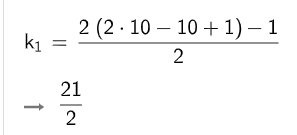 k₁ = (2 (2 · 10 − 10 + 1) − 1) / 2
→ 21 / 2